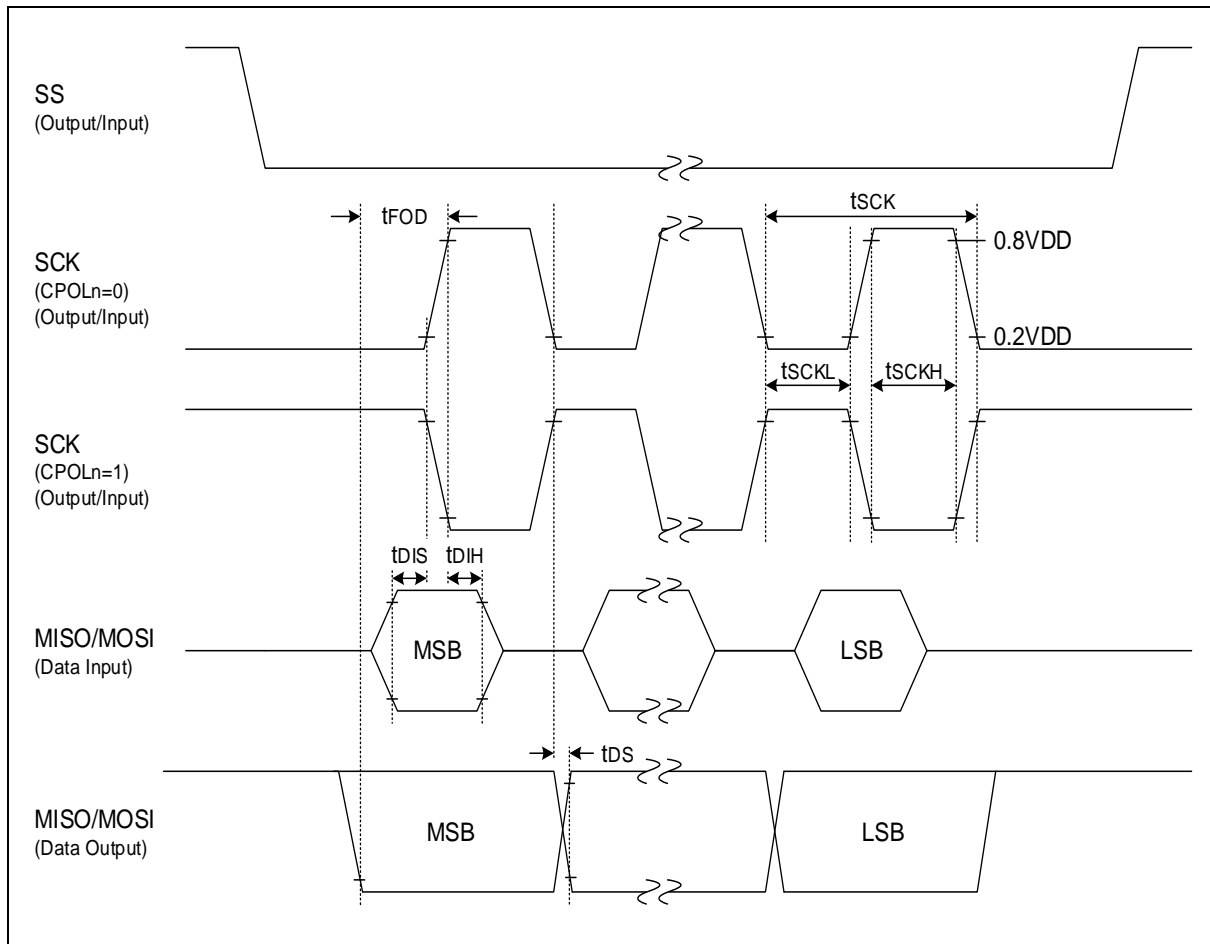 SS
(Output/Input)
tFOD
tSCK
SCK
(CPOLn=0)
(Output/Input)
0.8VDD
0.2VDD
tSCKL
tSCKH
SCK
(CPOLn=1)
(Output/Input)
tDIS
tDIH
MISO/MOSI
(Data Input)
MSB
LSB
tDS
MISO/MOSI
(Data Output)
MSB
LSB